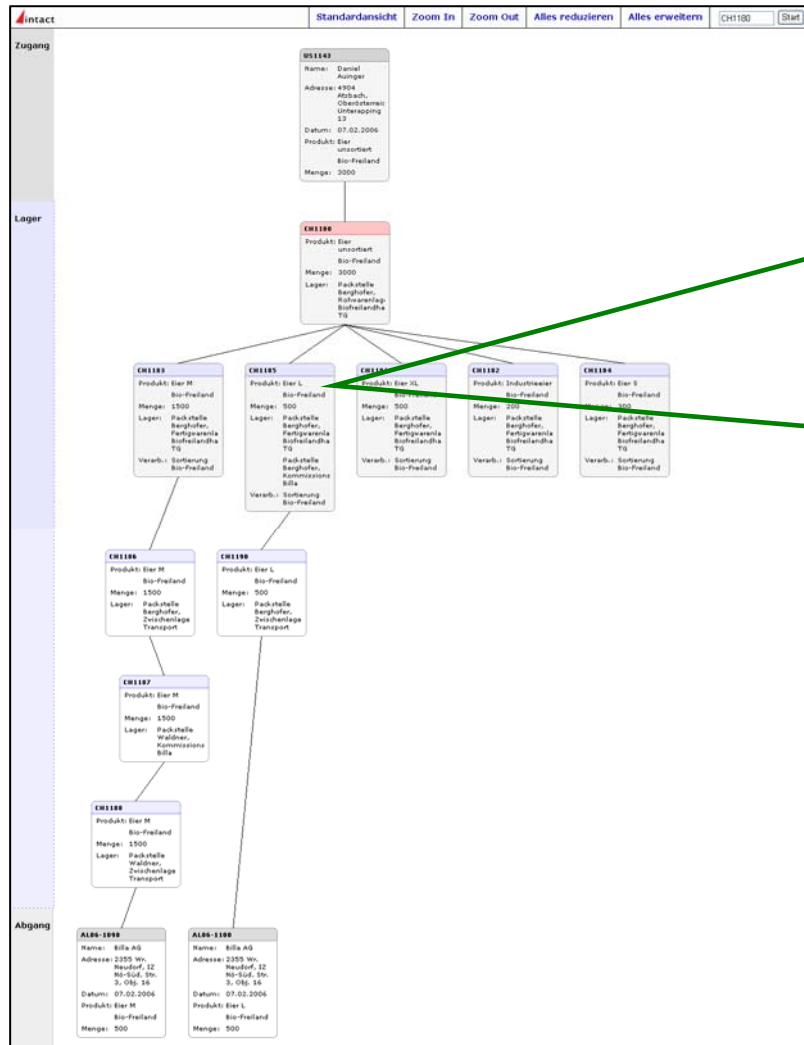 intact
Standardansicht Zoom In Zoom Out Alles reduzieren Alles erweitern CH1180 Start
Zugang
US1143
Name: Daniel
Auinger
Adresse: 4904
Atzbach,
Oberösterreic
Unterapping
13
Datum: 07.02.2006
Produkt: Eier
unsortiert
Bio-Freiland
Menge: 3000
Lager
CH1180
Produkt: Eier
unsortiert
Bio-Freiland
Menge: 3000
Lager: Packstelle
Berghofer,
Rohwarenlag
Biofreilandha
TG
CH1183
Produkt: Eier M
Bio-Freiland
Menge: 1500
Lager: Packstelle
Berghofer,
Fertigwarenla
Biofreilandha
TG
Verarb.: Sortierung
Bio-Freiland
CH1185
Produkt: Eier L
Bio-Freiland
Menge: 500
Lager: Packstelle
Berghofer,
Fertigwarenla
Biofreilandha
TG
Packstelle
Berghofer,
Kommissions
Billa
Verarb.: Sortierung
Bio-Freiland
Produkt: Eier XL
Bio-Freiland
Menge: 500
Lager: Packstelle
Berghofer,
Fertigwarenla
Biofreilandha
TG
Verarb.: Sortierung
Bio-Freiland
CH1182
Produkt: Industrieeier
Bio-Freiland
Menge: 200
Lager: Packstelle
Berghofer,
Fertigwarenla
Biofreilandha
TG
Verarb.: Sortierung
Bio-Freiland
CH1184
Produkt: Eier S
Bio-Freiland
Menge: 300
Lager: Packstelle
Berghofer,
Fertigwarenla
Biofreilandha
TG
Verarb.: Sortierung
Bio-Freiland
CH1186
Produkt: Eier M
Bio-Freiland
Menge: 1500
Lager: Packstelle
Berghofer,
Zwischenlage
Transport
CH1190
Produkt: Eier L
Bio-Freiland
Menge: 500
Lager: Packstelle
Berghofer,
Zwischenlage
Transport
CH1187
Produkt: Eier M
Bio-Freiland
Menge: 1500
Lager: Packstelle
Waldner,
Kommissions
Billa
CH1188
Produkt: Eier M
Bio-Freiland
Menge: 1500
Lager: Packstelle
Waldner,
Zwischenlage
Transport
Abgang
AL06-1098
Name: Billa AG
Adresse: 2355 Wr.
Neudorf, IZ
Nö-Süd, Str.
3, Obj. 16
Datum: 07.02.2006
Produkt: Eier M
Bio-Freiland
Menge: 500
AL06-1100
Name: Billa AG
Adresse: 2355 Wr.
Neudorf, IZ
Nö-Süd, Str.
3, Obj. 16
Datum: 07.02.2006
Produkt: Eier L
Bio-Freiland
Menge: 500